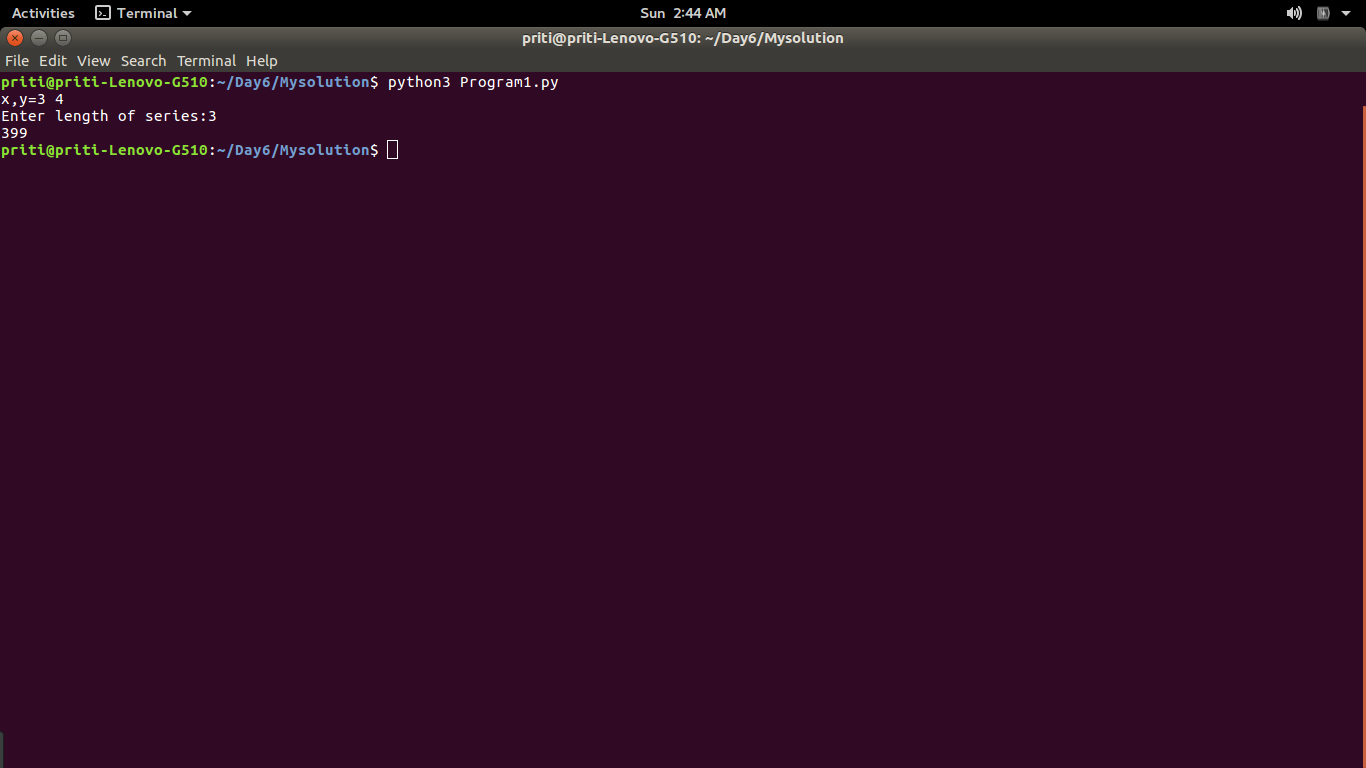 Activities Terminal Sun 2:44 AM
priti@priti-Lenovo-G510: ~/Day6/Mysolution
File Edit View Search Terminal Help
priti@priti-Lenovo-G510:~/Day6/Mysolution$ python3 Program1.py
x,y=3 4
Enter length of series:3
399
priti@priti-Lenovo-G510:~/Day6/Mysolution$